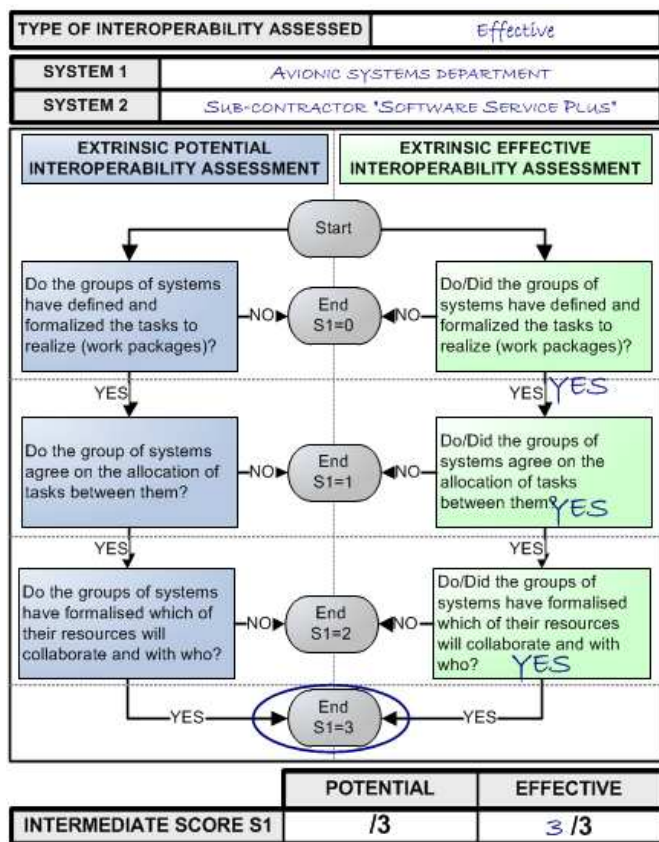 TYPE OF INTEROPERABILITY ASSESSED Effective
SYSTEM 1 AVIONIC SYSTEMS DEPARTMENT
SYSTEM 2 SUB-CONTRACTOR "SOFTWARE SERVICE PLUS"
EXTRINSIC POTENTIAL
INTEROPERABILITY ASSESSMENT
EXTRINSIC EFFECTIVE
INTEROPERABILITY ASSESSMENT
Start
Do the groups of systems
have defined and
formalized the tasks to
realize (work packages)?
NO
End
S1=0
NO
Do/Did the groups of
systems have defined and
formalized the tasks to
realize (work packages)?
YES
YES YES
Do the group of systems
agree on the allocation of
tasks between them?
NO
End
S1=1
NO
Do/Did the groups of
systems agree on the
allocation of tasks
between them? YES
YES
YES
Do the groups of systems
have formalised which of
their resources will
collaborate and with who?
NO
End
S1=2
NO
Do/Did the groups of
systems have formalised
which of their resources
will collaborate and with
who? YES
YES
End
S1=3
YES
POTENTIAL EFFECTIVE
INTERMEDIATE SCORE S1 /3 3 /3